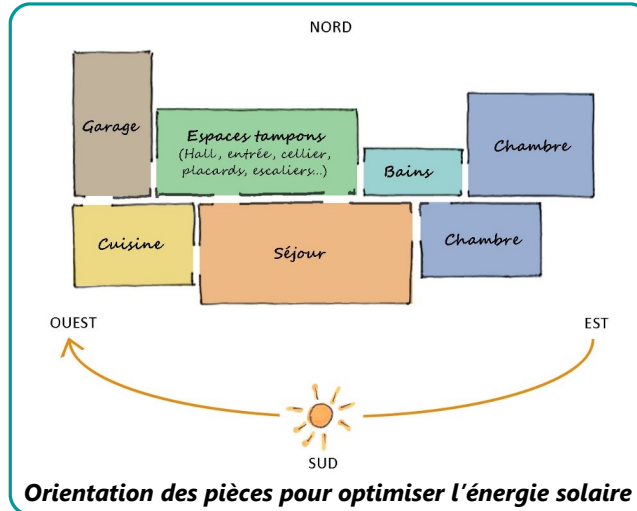 NORD
Garage
Espaces tampons
(Hall, entrée, cellier,
placards, escaliers...)
Bains
Chambre
Cuisine
Séjour
Chambre
OUEST
EST
SUD
Orientation des pièces pour optimiser l'énergie solaire